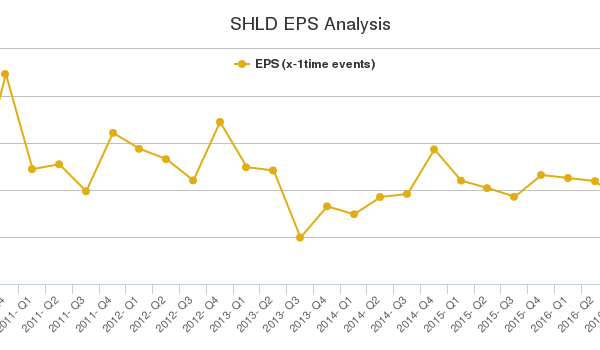 SHLD EPS Analysis
EPS (x-1time events)
2011- Q1
2011- Q2
2011- Q3
2011- Q4
2012- Q1
2012- Q2
2012- Q3
2012- Q4
2013- Q1
2013- Q2
2013- Q3
2013- Q4
2014- Q1
2014- Q2
2014- Q3
2014- Q4
2015- Q1
2015- Q2
2015- Q3
2015- Q4
2016- Q1
2016- Q2